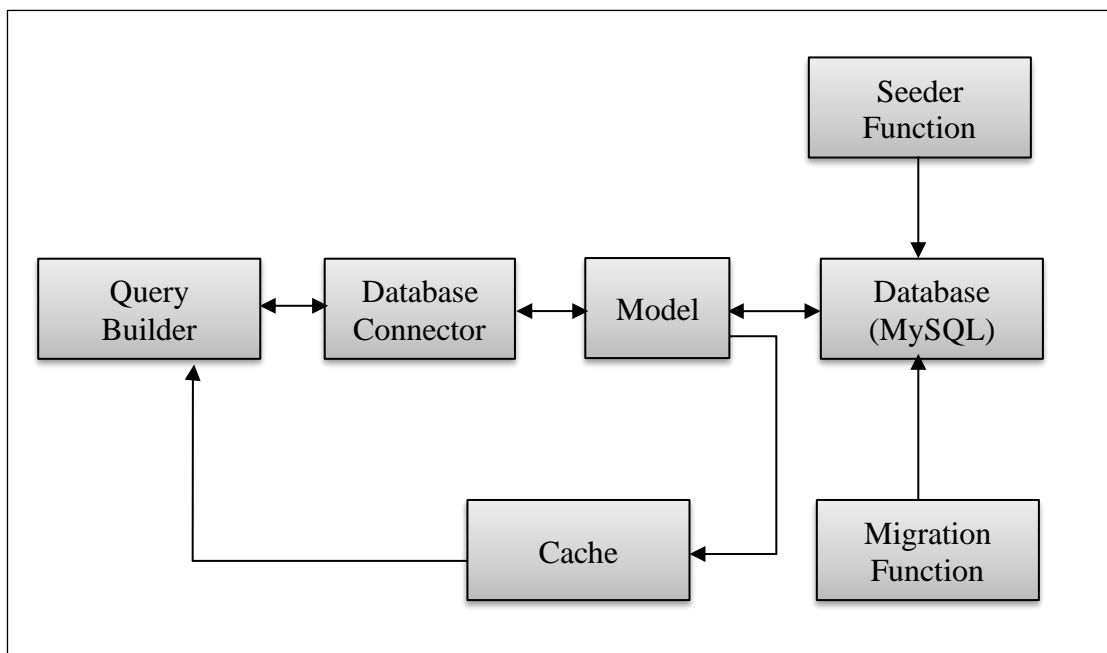 Seeder
Function
Query
Builder
Database
Connector
Model
Database
(MySQL)
Cache
Migration
Function